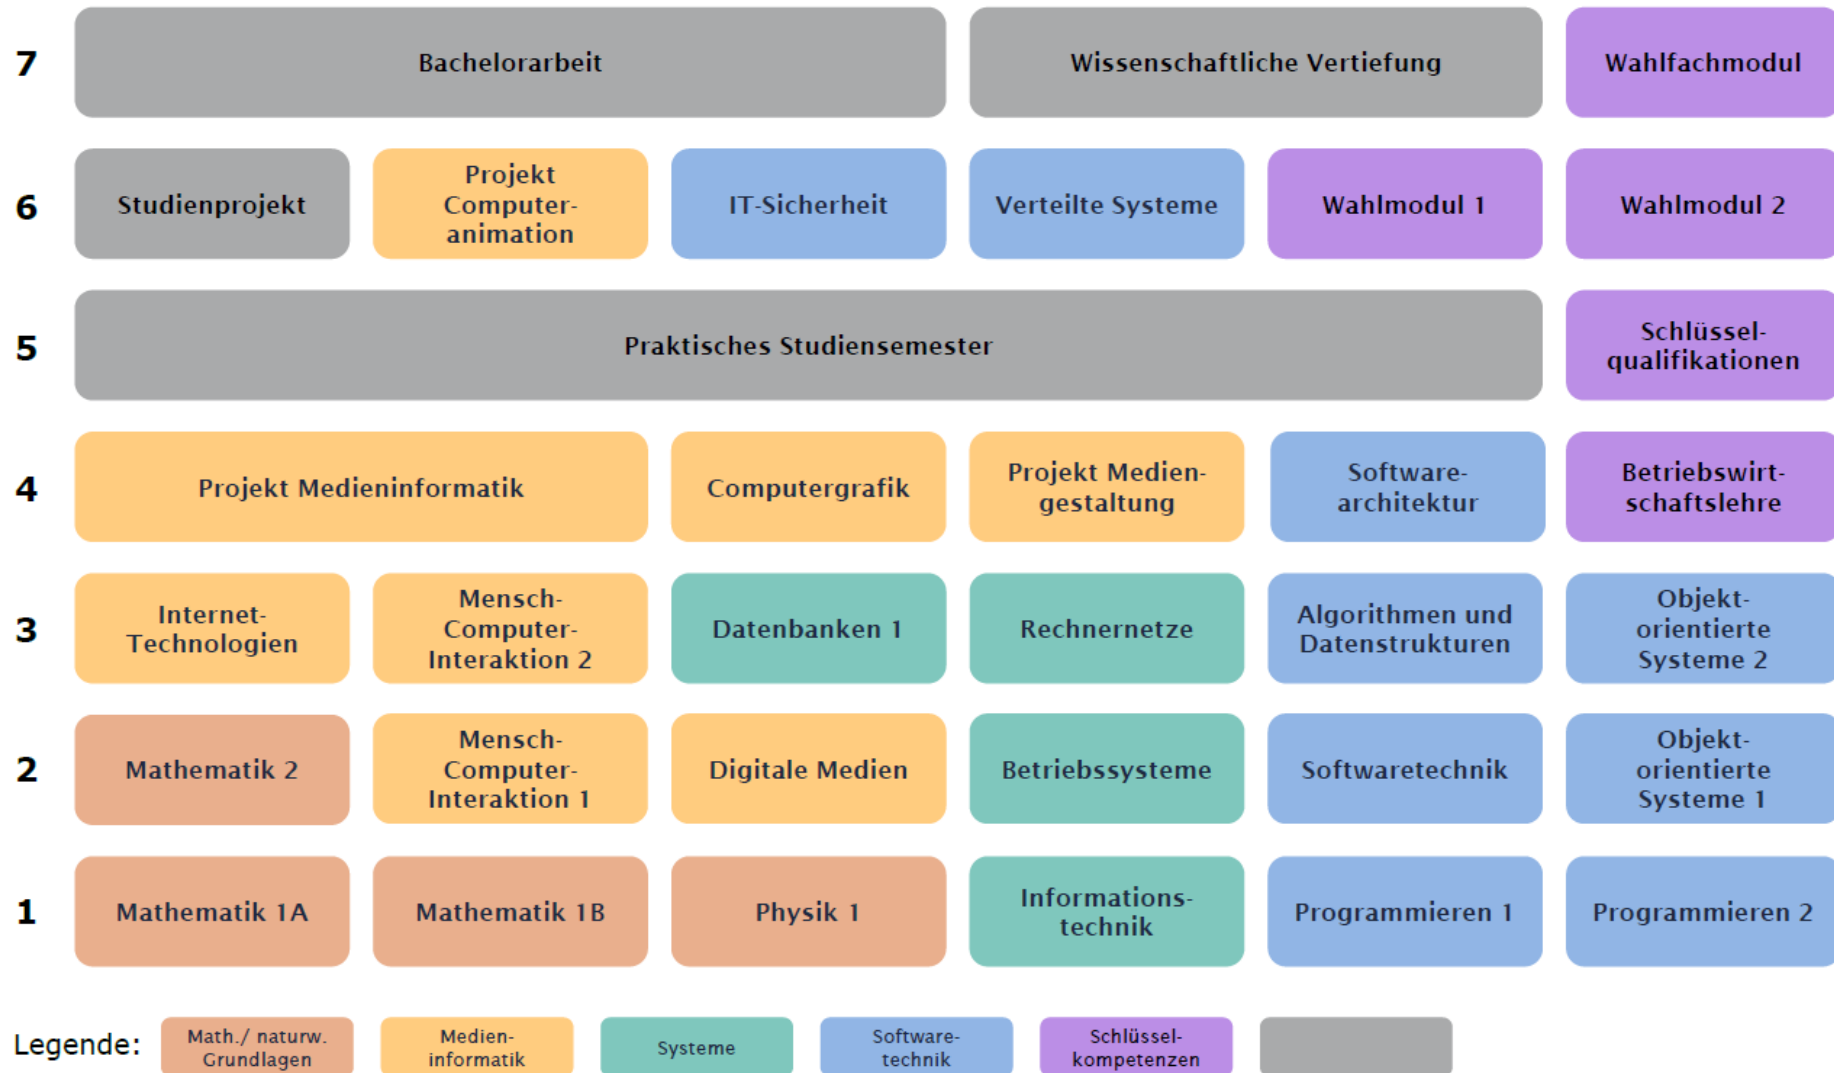 7
Bachelorarbeit
Wissenschaftliche Vertiefung
Wahlfachmodul
6
Studienprojekt
Projekt
Computer-
animation
IT-Sicherheit
Verteilte Systeme
Wahlmodul 1
Wahlmodul 2
5
Praktisches Studiensemester
Schlüssel-
qualifikationen
4
Projekt Medieninformatik
Computergrafik
Projekt Medien-
gestaltung
Software-
architektur
Betriebswirt-
schaftslehre
3
Internet-
Technologien
Mensch-
Computer-
Interaktion 2
Datenbanken 1
Rechnernetze
Algorithmen und
Datenstrukturen
Objekt-
orientierte
Systeme 2
2
Mathematik 2
Mensch-
Computer-
Interaktion 1
Digitale Medien
Betriebssysteme
Softwaretechnik
Objekt-
orientierte
Systeme 1
1
Mathematik 1A
Mathematik 1B
Physik 1
Informations-
technik
Programmieren 1
Programmieren 2
Legende:
Math./ naturw.
Grundlagen
Medien-
informatik
Systeme
Software-
technik
Schlüssel-
kompetenzen